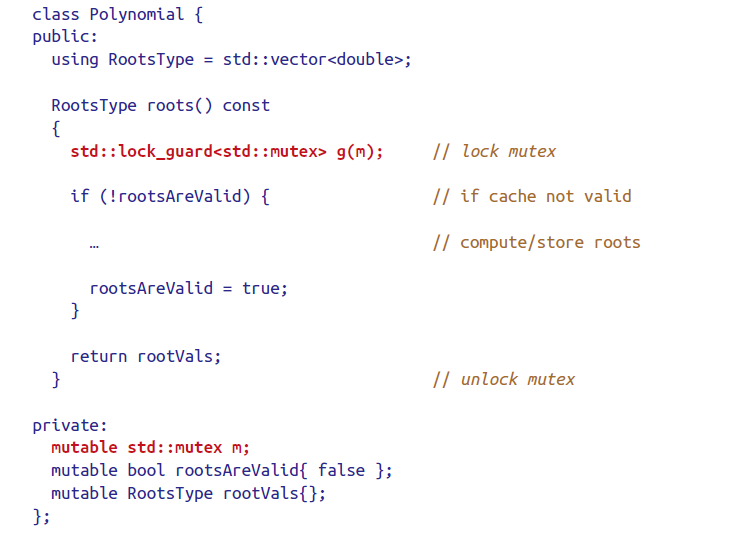 class Polynomial {
public:
using RootsType = std::vector<double>;
RootsType roots() const
{
std::lock_guard<std::mutex> g(m); // lock mutex
if (!rootsAreValid) { // if cache not valid
… // compute/store roots
rootsAreValid = true;
}
return rootVals;
} // unlock mutex
private:
mutable std::mutex m;
mutable bool rootsAreValid{ false };
mutable RootsType rootVals{};
};